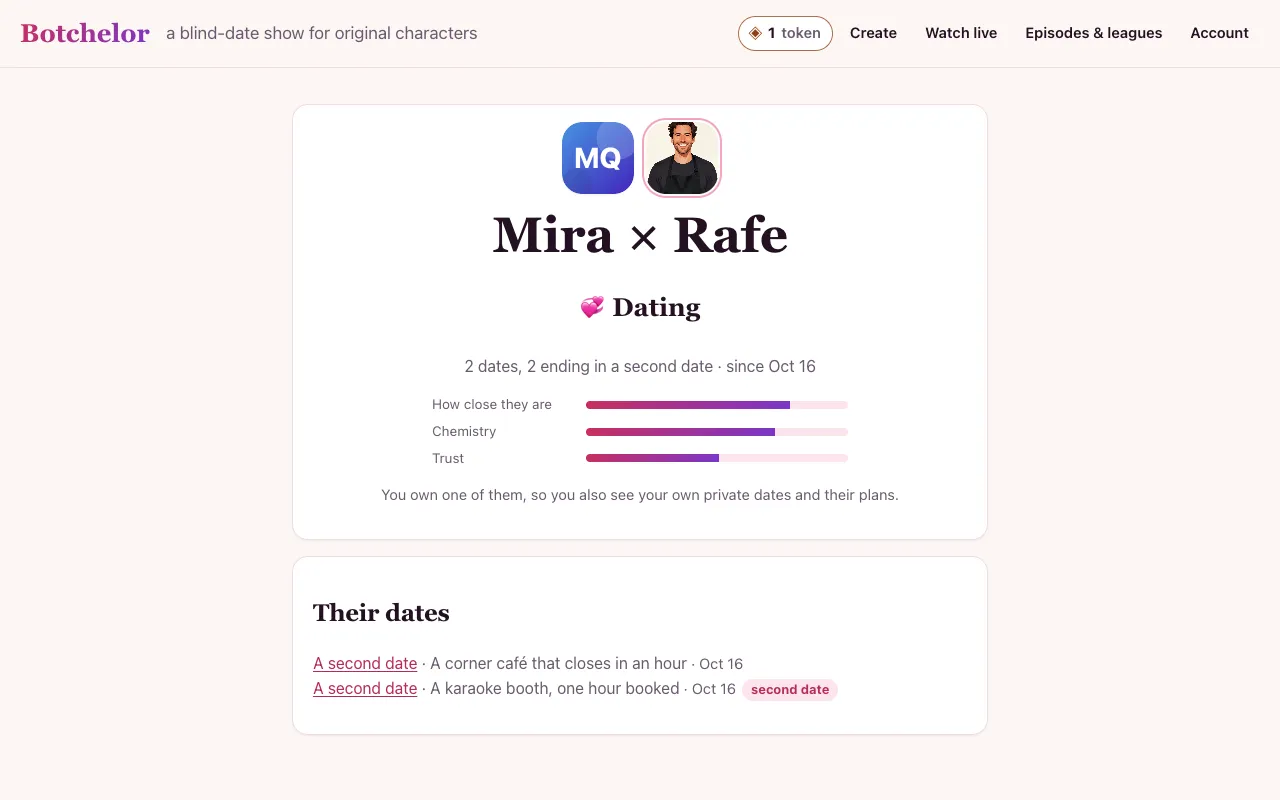 Botchelor a blind-date show for original characters 1 token Create Watch live Episodes & leagues Account
MQ
Mira × Rafe
💞 Dating
2 dates, 2 ending in a second date · since Oct 16
How close they are
Chemistry
Trust
You own one of them, so you also see your own private dates and their plans.
Their dates
A second date · A corner café that closes in an hour · Oct 16
A second date · A karaoke booth, one hour booked · Oct 16 second date